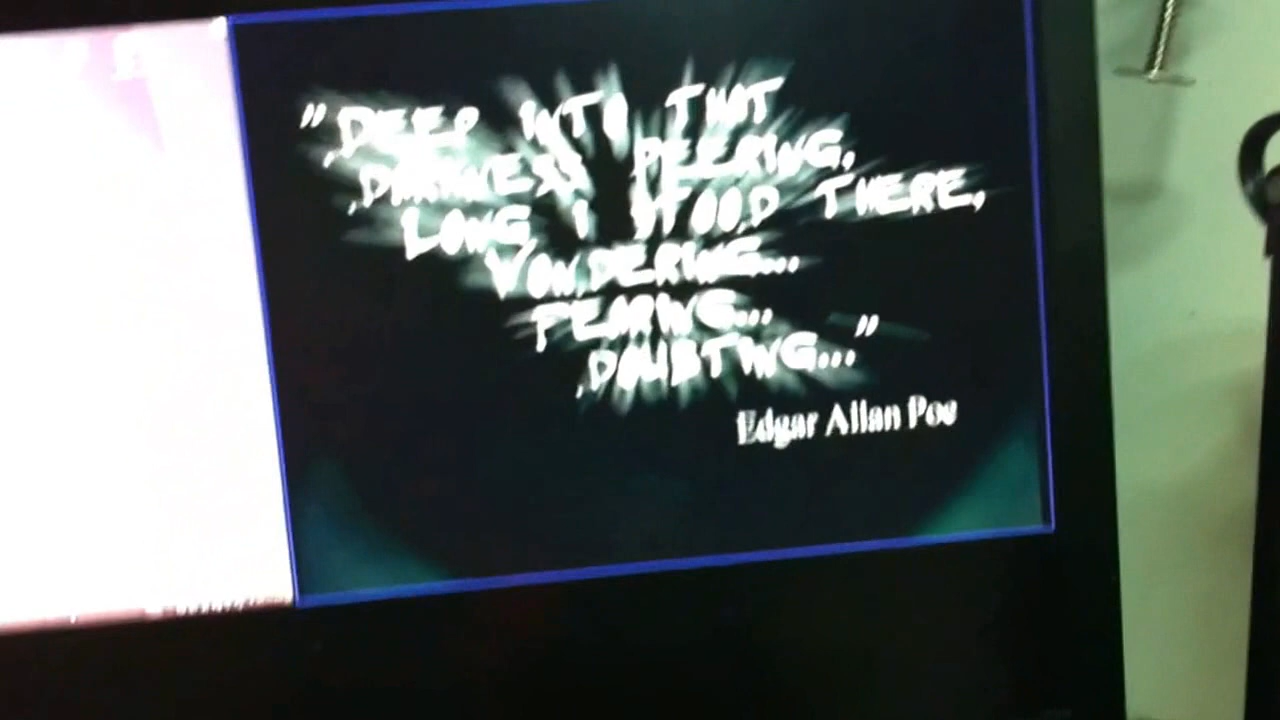 "DEEP INTO THAT
DARKNESS PEERING,
LONG I STOOD THERE,
WONDERING...
FEARING...
DOUBTING..."
Edgar Allan Poe